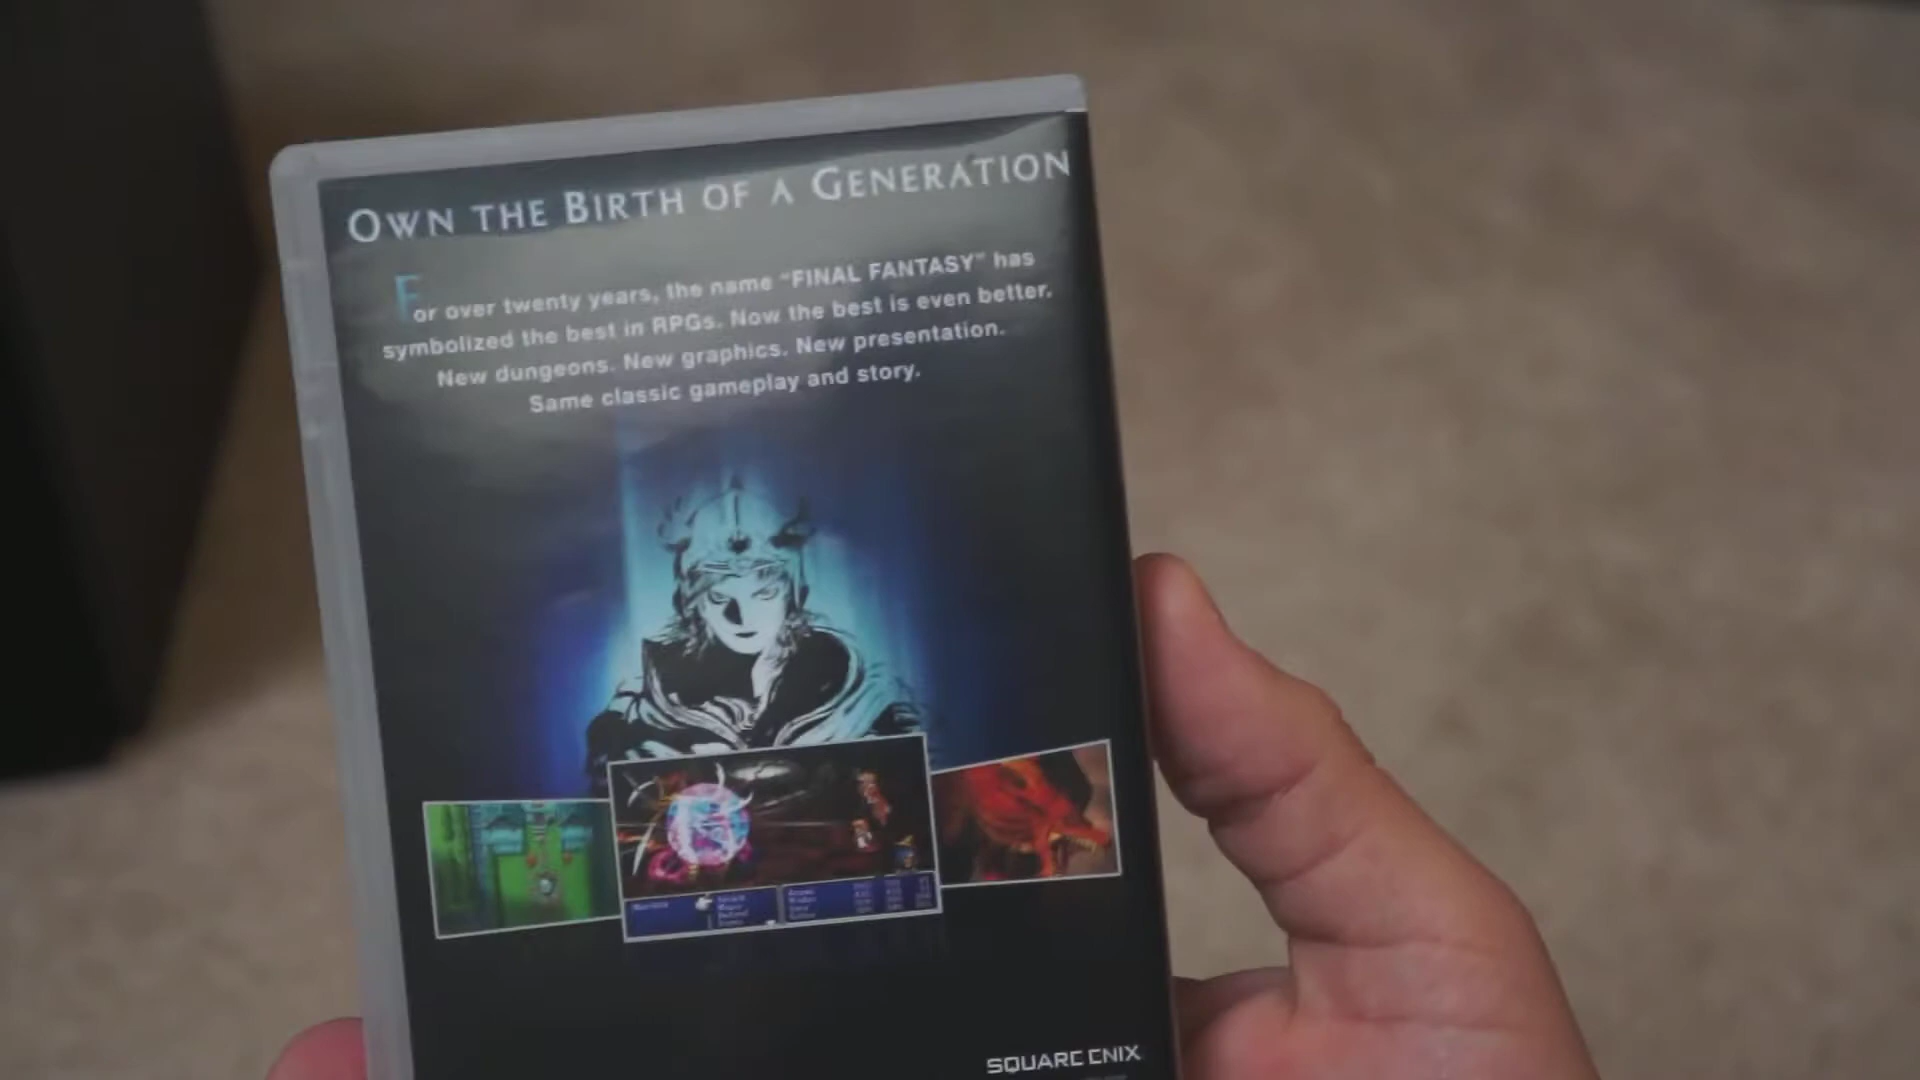 OWN THE BIRTH OF A GENERATION
For over twenty years, the name “FINAL FANTASY” has
symbolized the best in RPGs. Now the best is even better.
New dungeons. New graphics. New presentation.
Same classic gameplay and story.
SQUARE ENIX